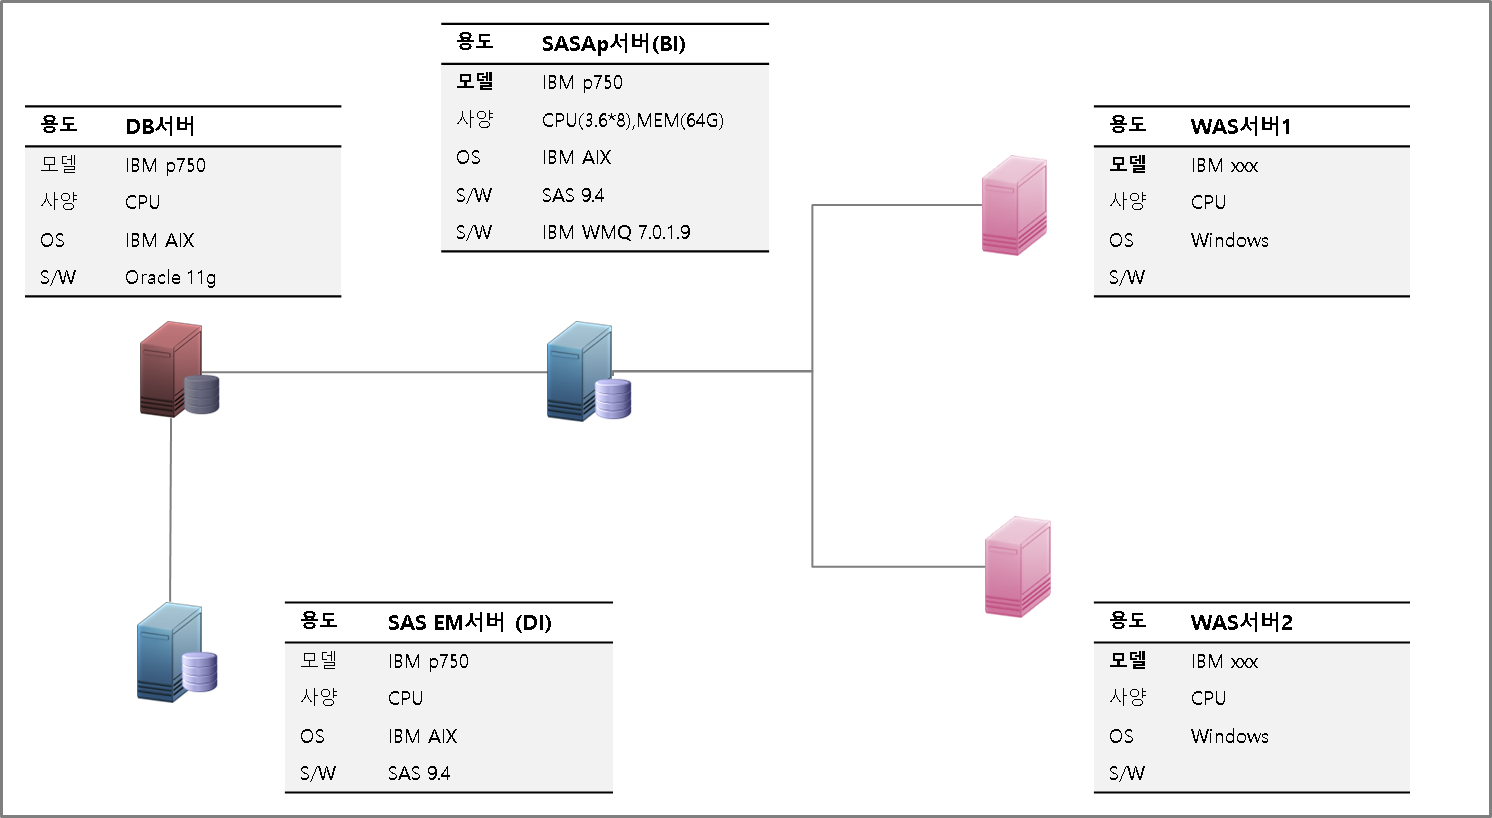 용도 SASAp서버(BI)
모델 IBM p750
사양 CPU(3.6*8),MEM(64G)
OS IBM AIX
S/W SAS 9.4
S/W IBM WMQ 7.0.1.9
용도 DB서버
모델 IBM p750
사양 CPU
OS IBM AIX
S/W Oracle 11g
용도 WAS서버1
모델 IBM xxx
사양 CPU
OS Windows
S/W
용도 SAS EM서버 (DI)
모델 IBM p750
사양 CPU
OS IBM AIX
S/W SAS 9.4
용도 WAS서버2
모델 IBM xxx
사양 CPU
OS Windows
S/W